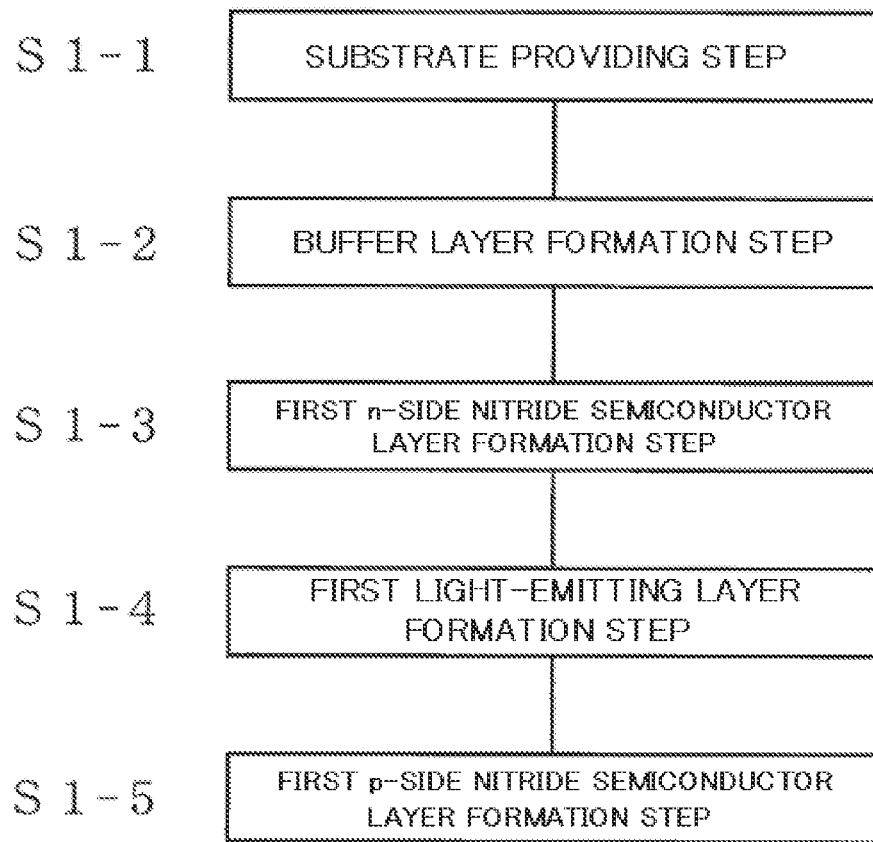 S 1-1 SUBSTRATE PROVIDING STEP
S 1-2 BUFFER LAYER FORMATION STEP
S 1-3 FIRST n-SIDE NITRIDE SEMICONDUCTOR
LAYER FORMATION STEP
S 1-4 FIRST LIGHT-EMITTING LAYER
FORMATION STEP
S 1-5 FIRST p-SIDE NITRIDE SEMICONDUCTOR
LAYER FORMATION STEP